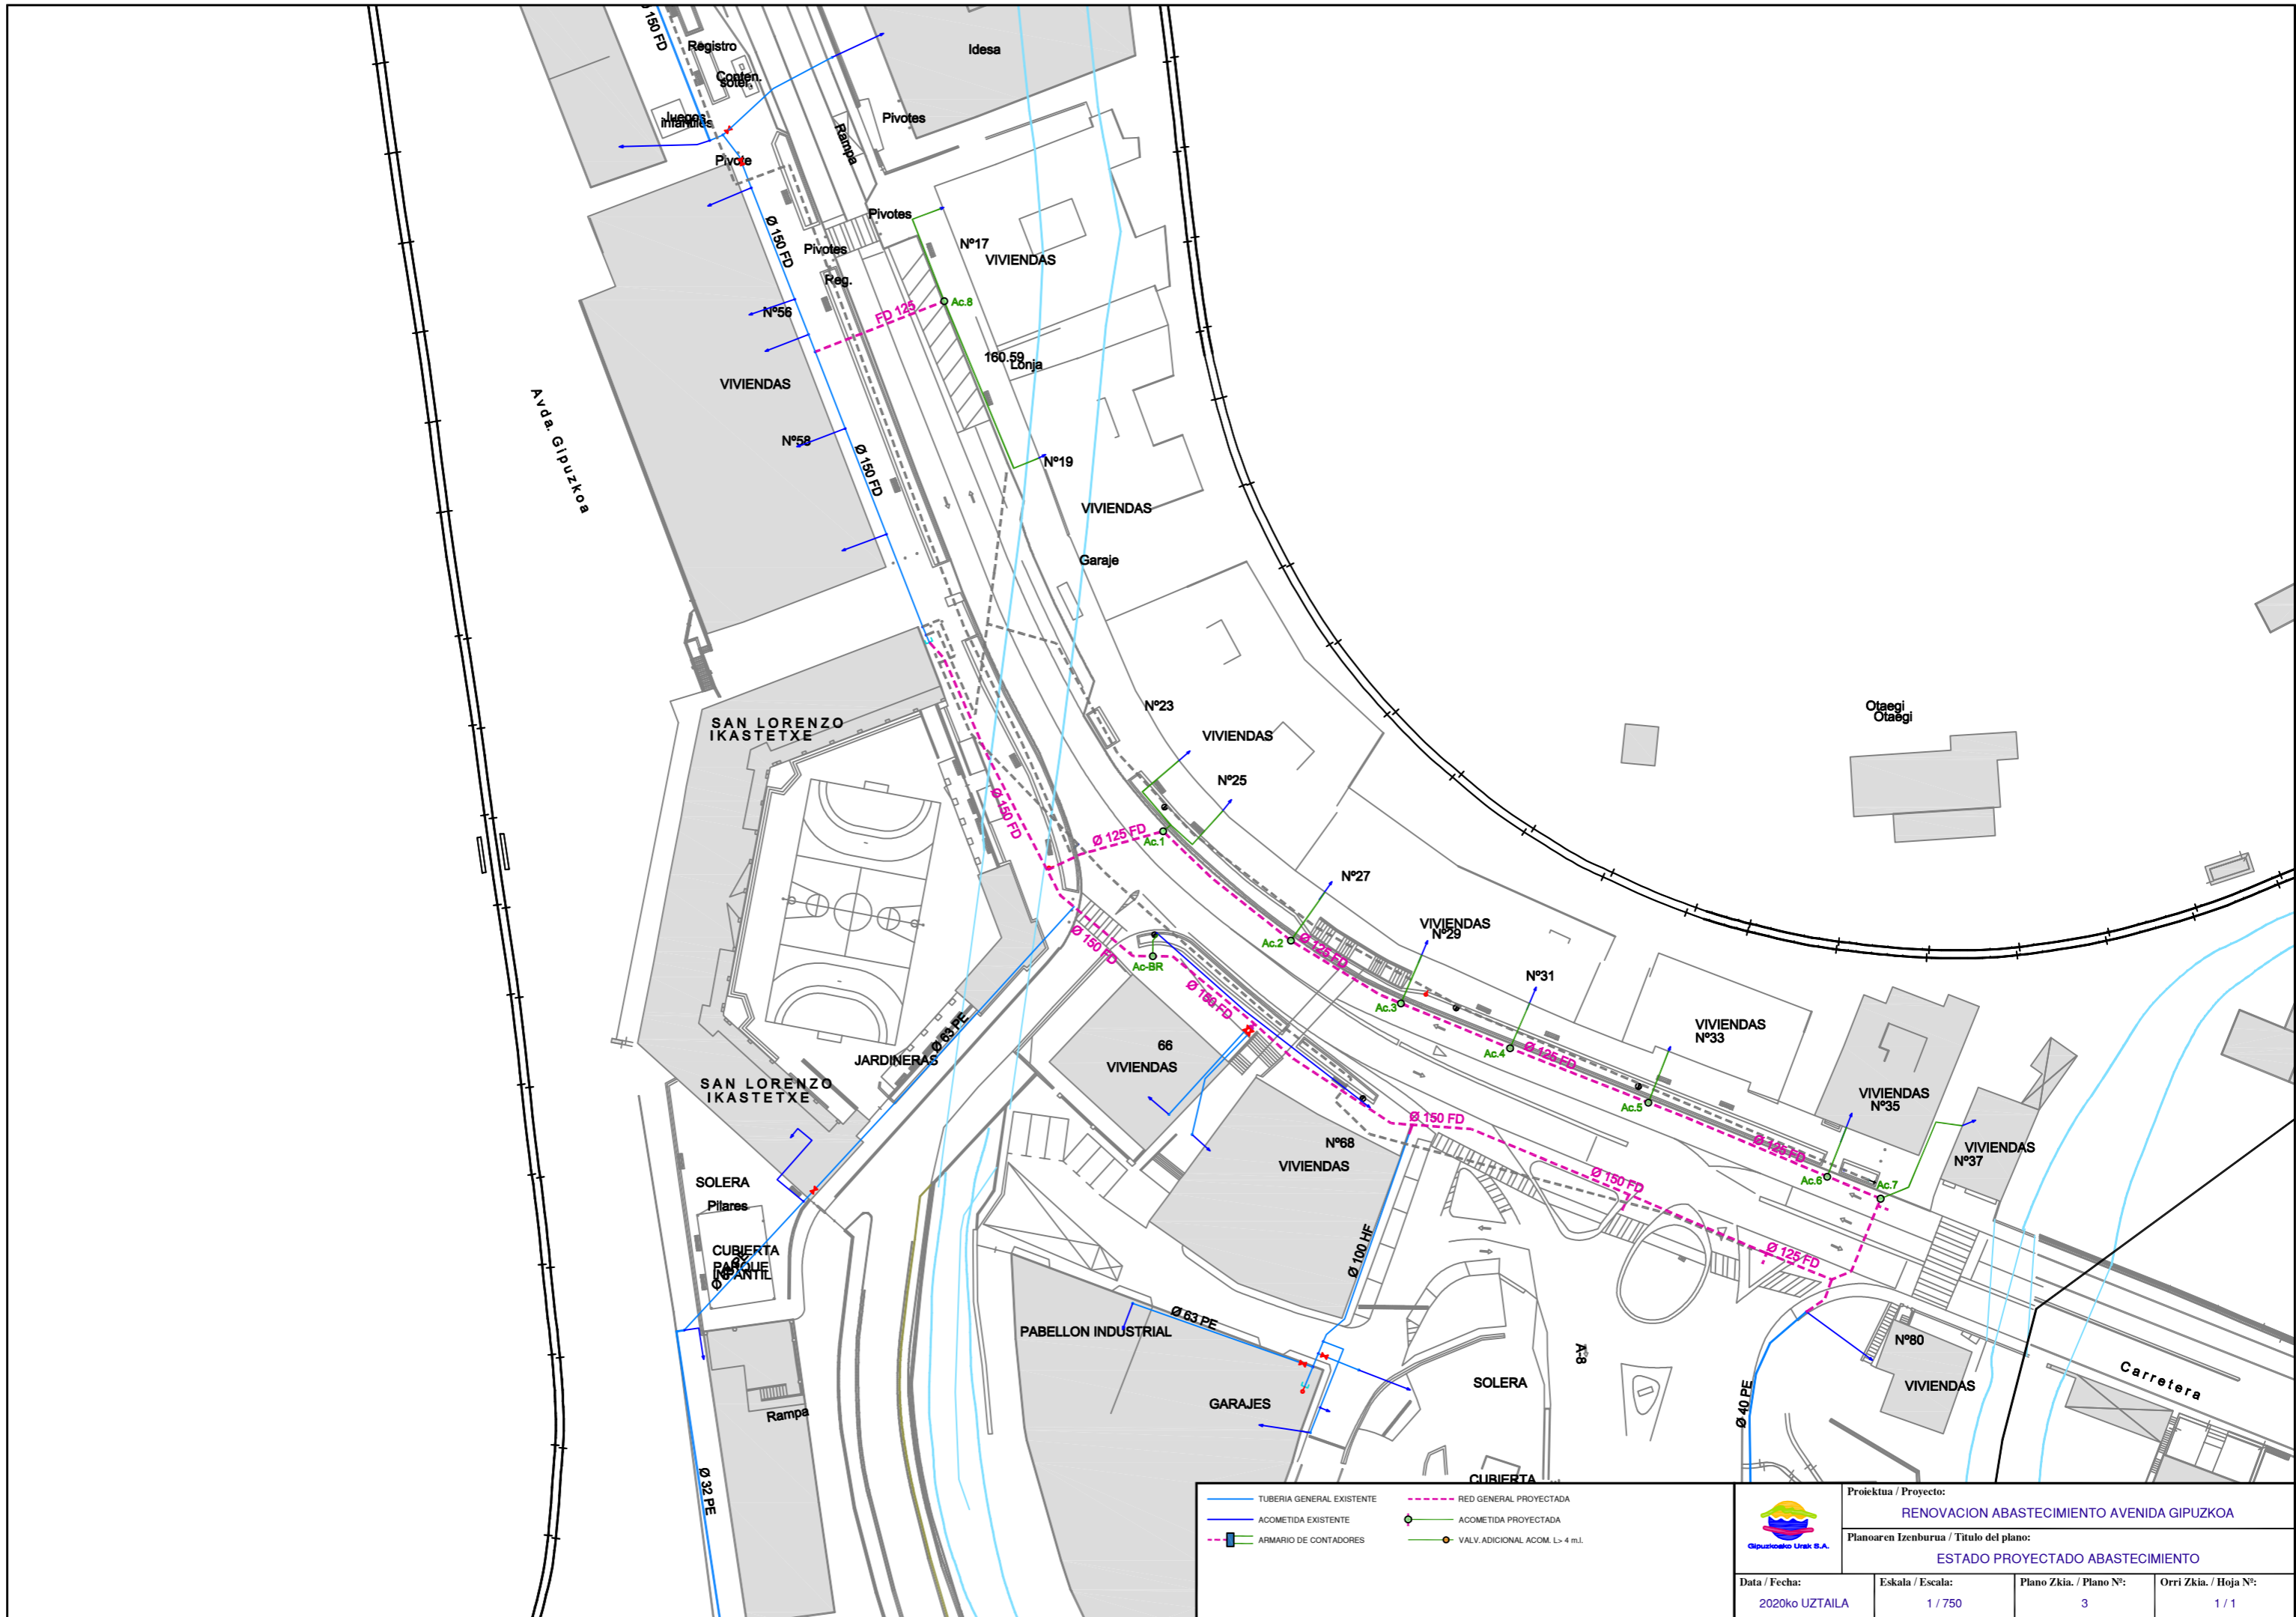 Ø 150 FD
Registro
Conten.
soter.
Juegos
infantiles
Pivote
Idesa
Pivotes
Rampa
Pivotes
Pivotes
Reg.
Ø 150 FD
Nº17
VIVIENDAS
FD 125
Ac.8
Nº56
160.59
Lonja
VIVIENDAS
Avda. Gipuzkoa
Nº58
Ø 150 FD
Nº19
VIVIENDAS
Garaje
SAN LORENZO
IKASTETXE
Nº23
VIVIENDAS
Nº25
Otaegi
Otaegi
Ø 150 FD
Ø 125 FD
Ac.1
Nº27
VIVIENDAS
Nº29
Ac.2
Ø 125 FD
Ø 150 FD
Ac-BR
Ø 150 FD
Ac.3
Nº31
Ac.4
Ø 125 FD
VIVIENDAS
Nº33
66
VIVIENDAS
Ø 63 PE
JARDINERAS
SAN LORENZO
IKASTETXE
Ac.5
VIVIENDAS
Nº35
Ø 150 FD
Nº68
VIVIENDAS
Ø 125 FD
VIVIENDAS
Nº37
Ac.6
Ac.7
Ø 150 FD
SOLERA
Pilares
CUBIERTA
PARQUE
INFANTIL
Ø 100 HF
Ø 125 FD
Ø 63 PE
PABELLON INDUSTRIAL
A-8
Nº80
VIVIENDAS
Carretera
SOLERA
GARAJES
Rampa
Ø 40 PE
Ø 32 PE
CUBIERTA
TUBERIA GENERAL EXISTENTE
RED GENERAL PROYECTADA
ACOMETIDA EXISTENTE
ACOMETIDA PROYECTADA
ARMARIO DE CONTADORES
VALV. ADICIONAL ACOM. L> 4 m.l.
Gipuzkoako Urak S.A.
Proiektua / Proyecto:
RENOVACION ABASTECIMIENTO AVENIDA GIPUZKOA
Planoaren Izenburua / Titulo del plano:
ESTADO PROYECTADO ABASTECIMIENTO
Data / Fecha:
2020ko UZTAILA
Eskala / Escala:
1 / 750
Plano Zkia. / Plano Nº:
3
Orri Zkia. / Hoja Nº:
1 / 1